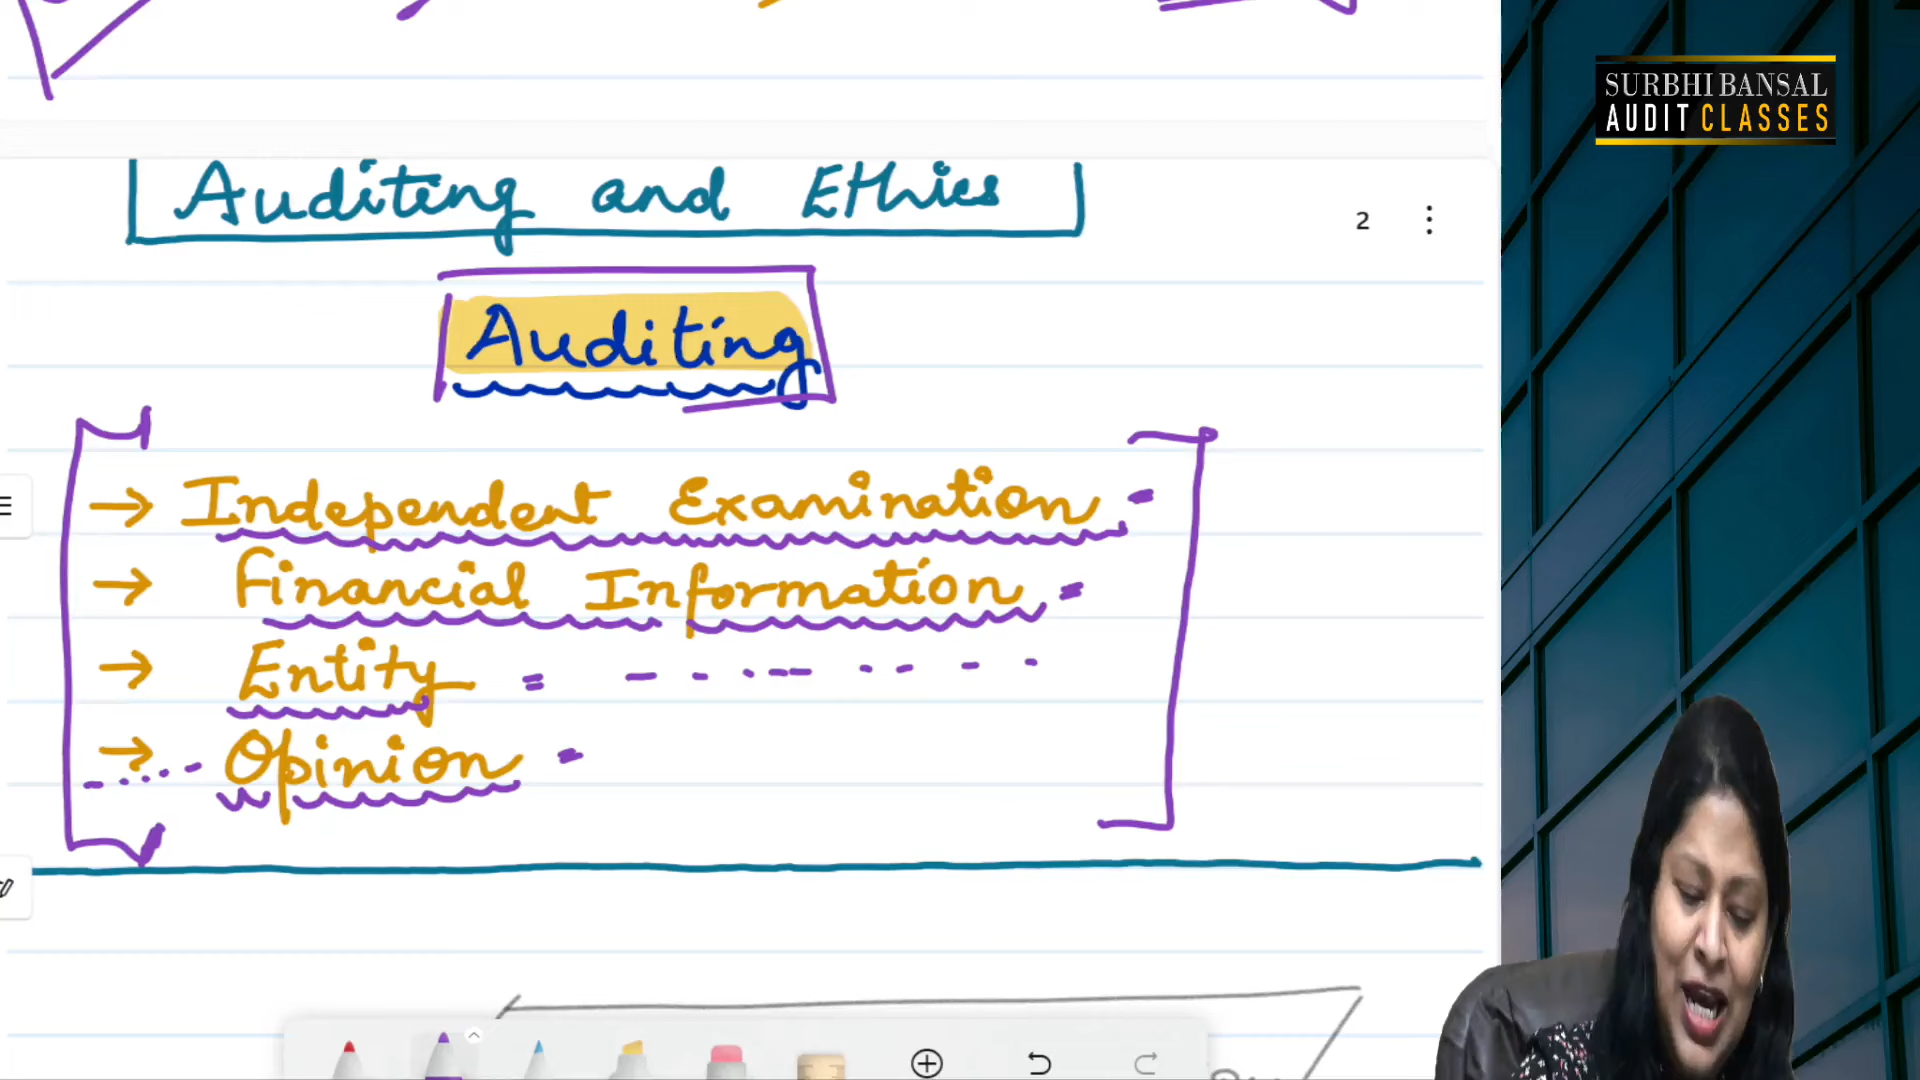 SURBHI BANSAL
AUDIT CLASSES
Auditing and Ethics
2
Auditing
→ Independent Examination =
→ Financial Information =
→ Entity =
→ Opinion =